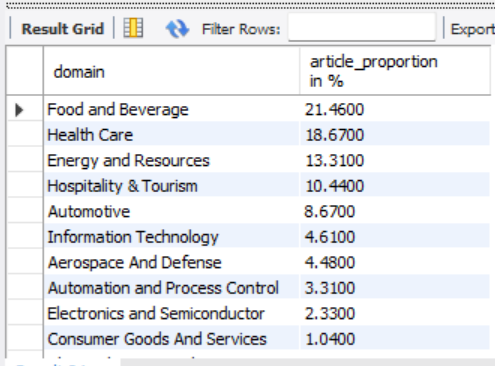 Result Grid Filter Rows: Export
domain article_proportion
in %
Food and Beverage 21.4600
Health Care 18.6700
Energy and Resources 13.3100
Hospitality & Tourism 10.4400
Automotive 8.6700
Information Technology 4.6100
Aerospace And Defense 4.4800
Automation and Process Control 3.3100
Electronics and Semiconductor 2.3300
Consumer Goods And Services 1.0400